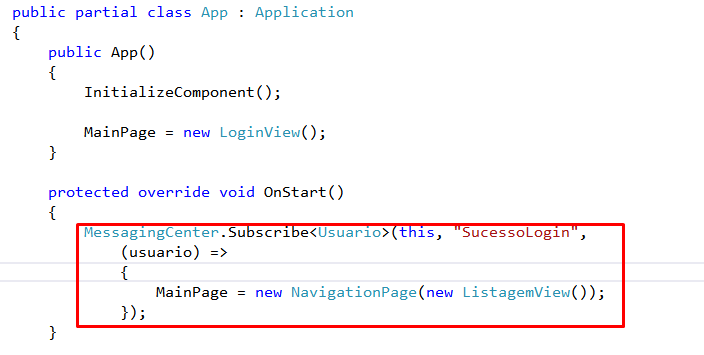 public partial class App : Application
{
    public App()
    {
        InitializeComponent();

        MainPage = new LoginView();
    }

    protected override void OnStart()
    {
        MessagingCenter.Subscribe<Usuario>(this, "SucessoLogin",
            (usuario) =>
            {
                MainPage = new NavigationPage(new ListagemView());
            });
    }